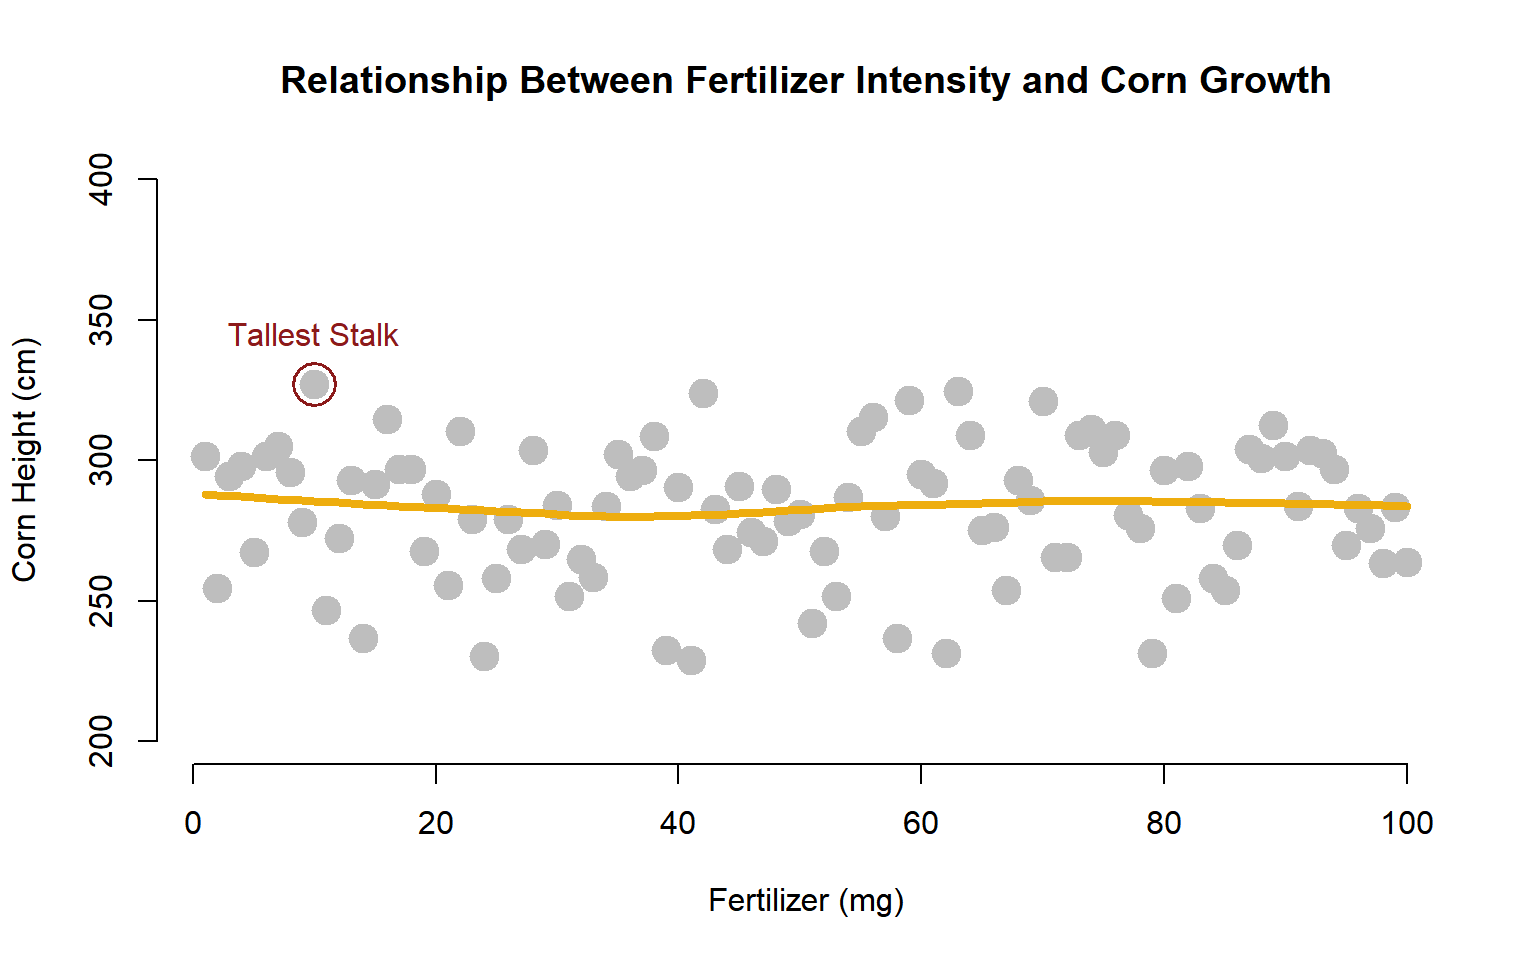 Relationship Between Fertilizer Intensity and Corn Growth
Corn Height (cm)
400
350
300
250
200
Tallest Stalk
0 20 40 60 80 100
Fertilizer (mg)